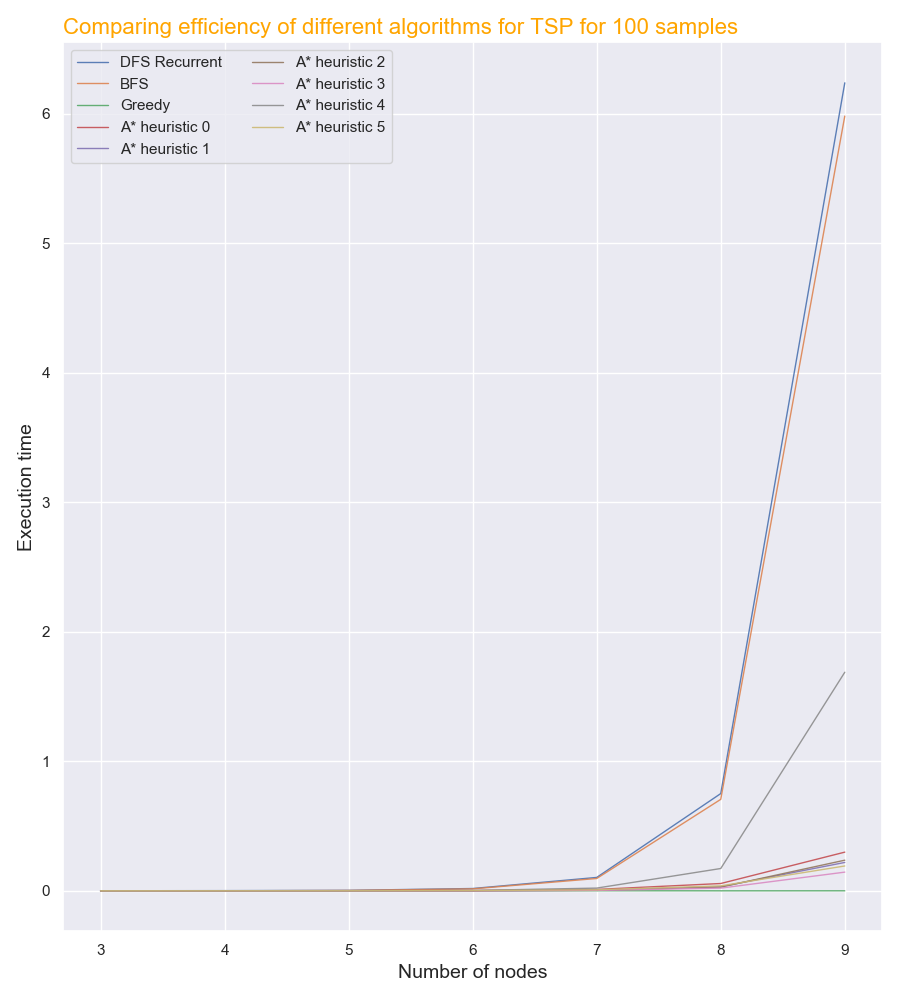 Comparing efficiency of different algorithms for TSP for 100 samples
DFS Recurrent
BFS
Greedy
A* heuristic 0
A* heuristic 1
A* heuristic 2
A* heuristic 3
A* heuristic 4
A* heuristic 5
6
5
4
3
2
1
0
Execution time
3 4 5 6 7 8 9
Number of nodes